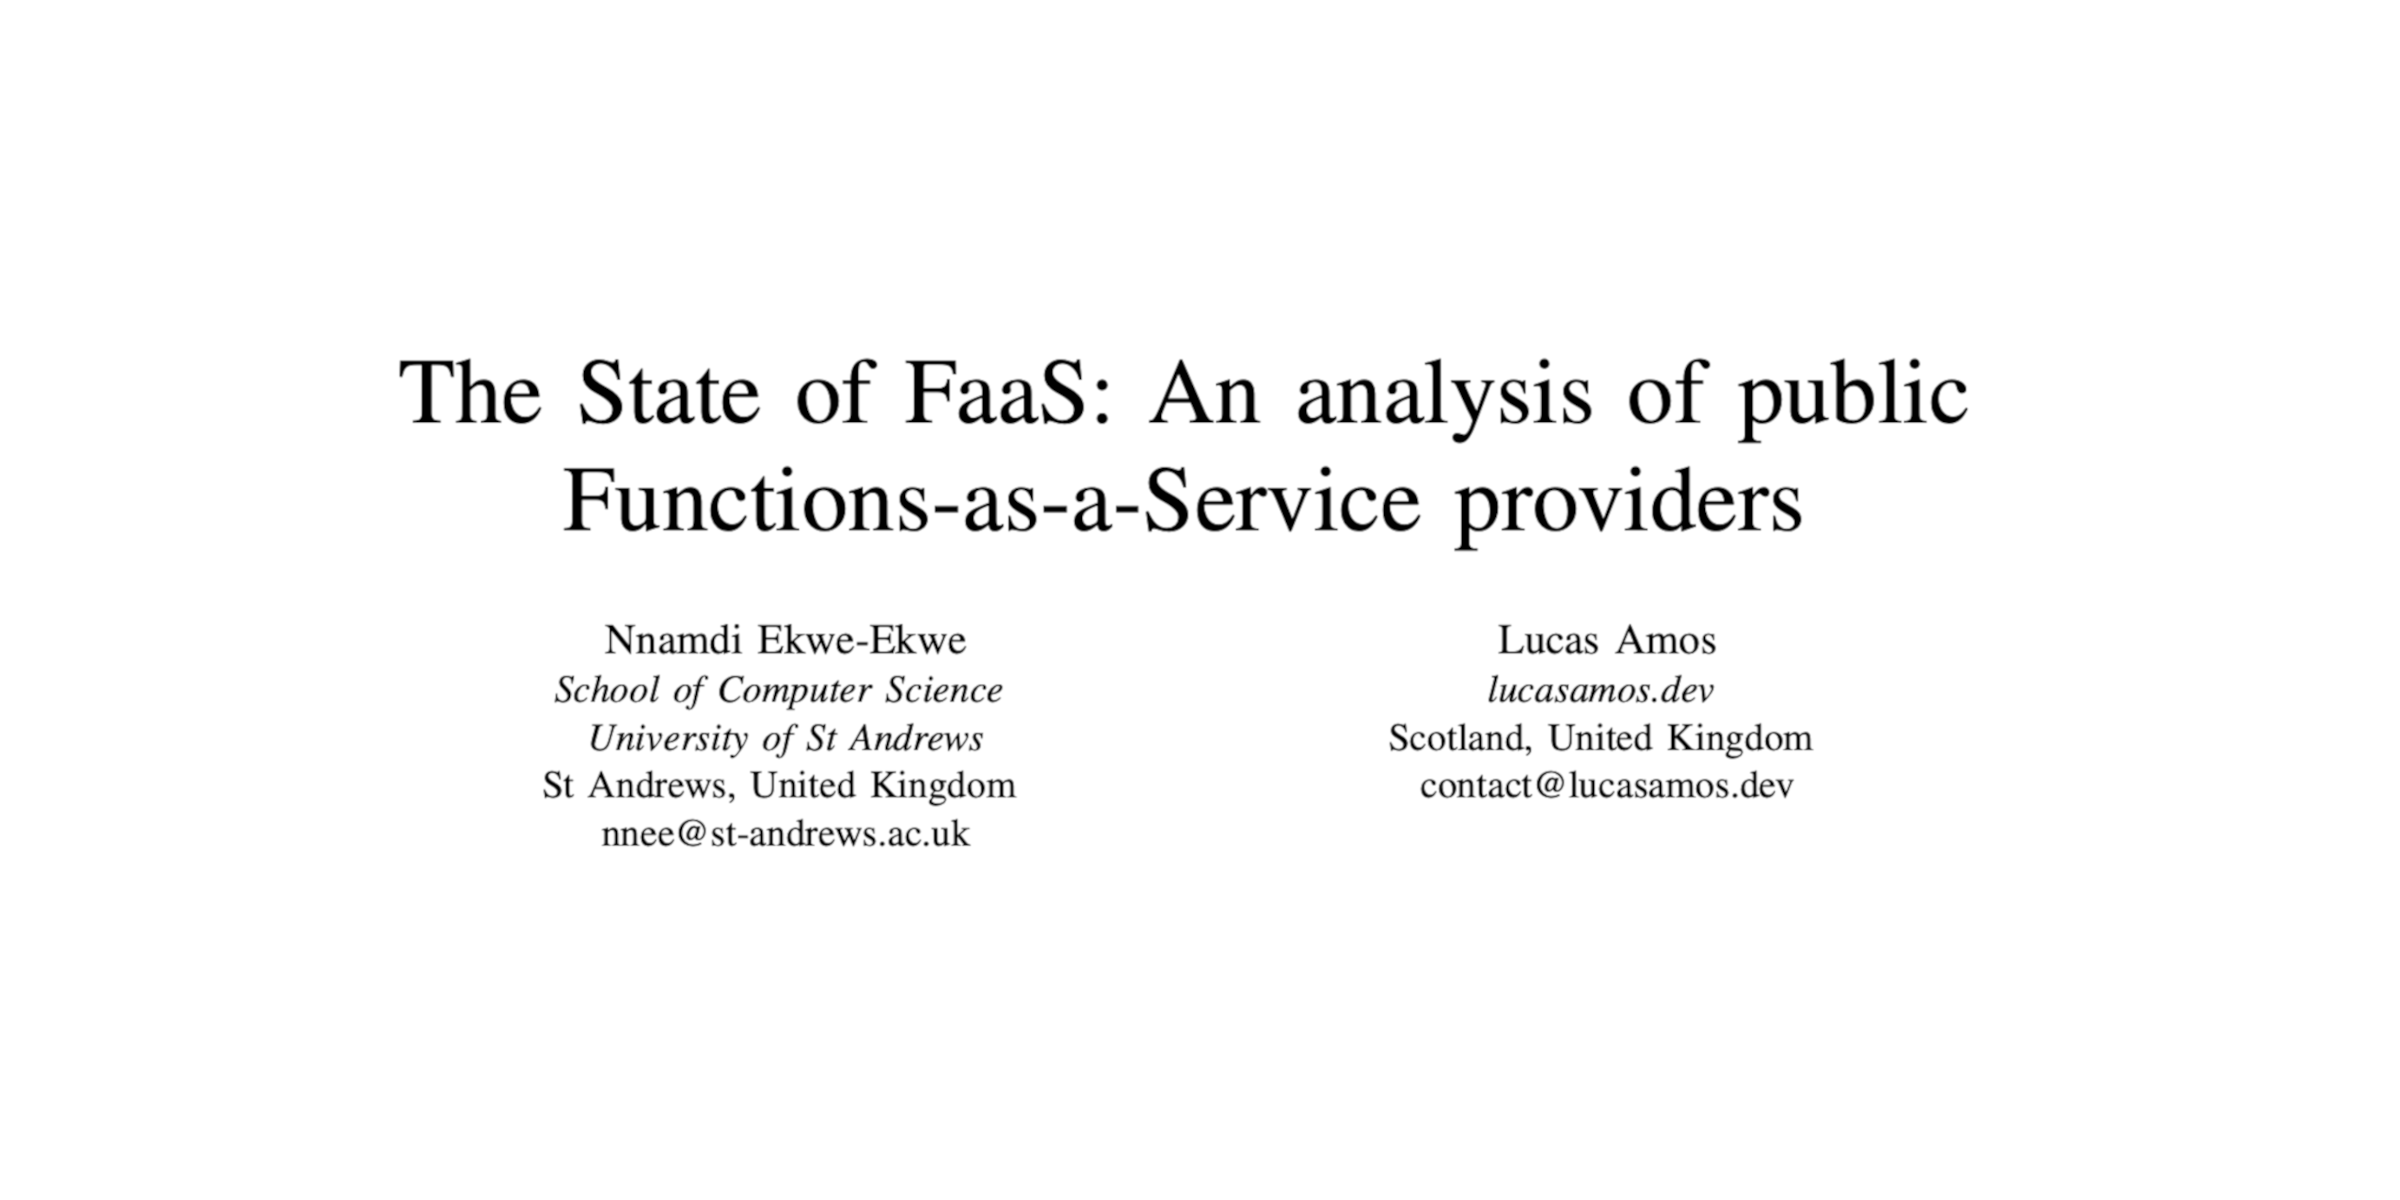 The State of FaaS: An analysis of public
Functions-as-a-Service providers
Nnamdi Ekwe-Ekwe
School of Computer Science
University of St Andrews
St Andrews, United Kingdom
nnee@st-andrews.ac.uk
Lucas Amos
lucasamos.dev
Scotland, United Kingdom
contact@lucasamos.dev